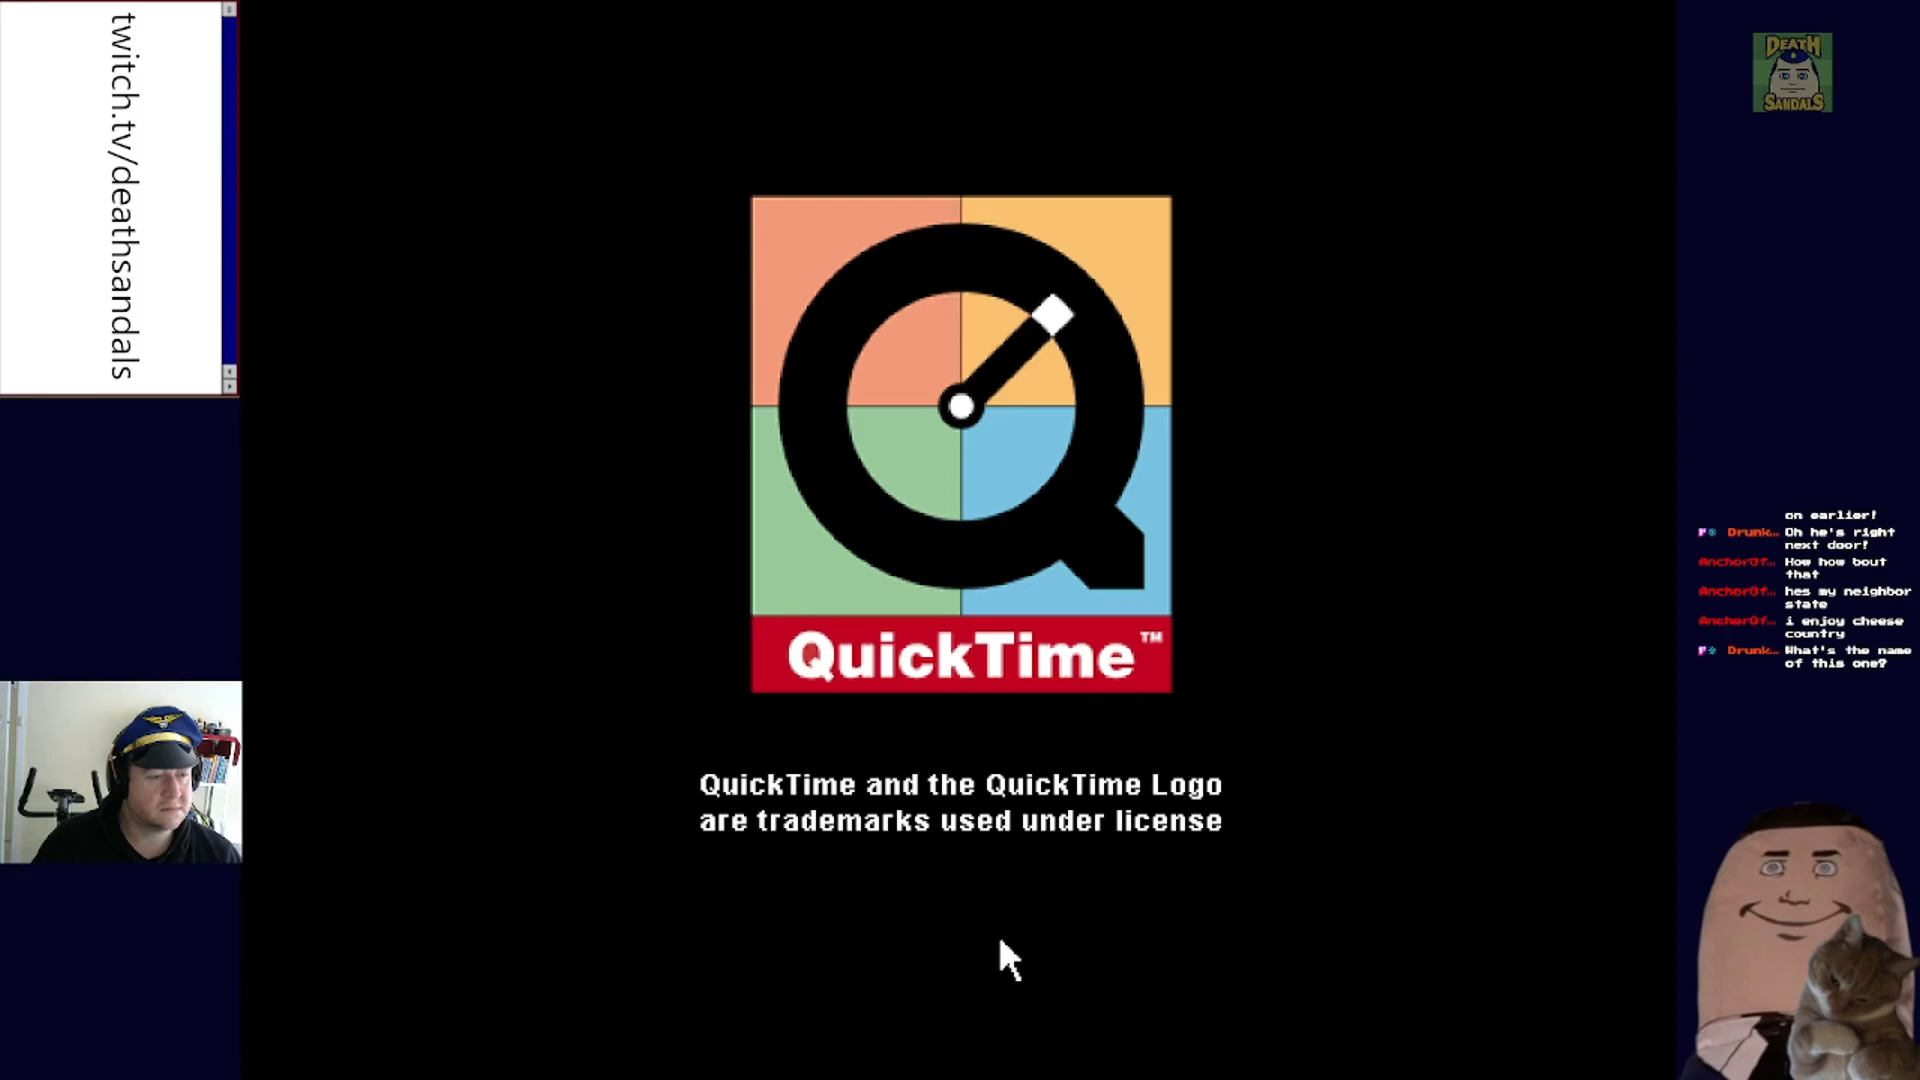 twitch.tv/deathsandals
DEATH
SANDALS
QuickTime™
QuickTime and the QuickTime Logo
are trademarks used under license
on earlier!
Drunk… Oh he's right
next door!
AnchorOf… How how bout
that
AnchorOf… hes my neighbor
state
AnchorOf… i enjoy cheese
country
Drunk… What's the name
of this one?